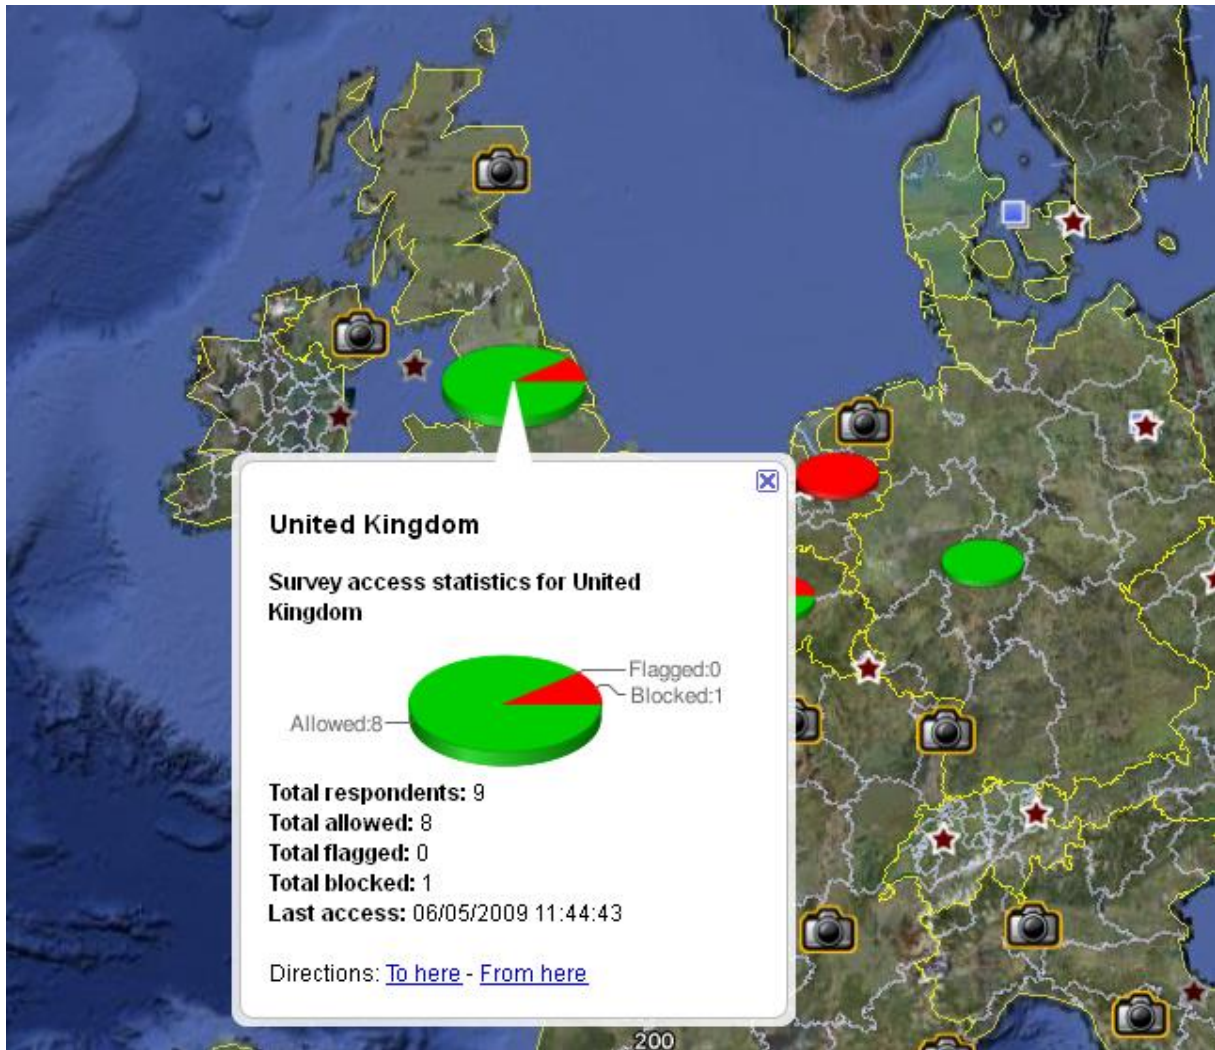 United Kingdom
Survey access statistics for United
Kingdom
Flagged:0
Blocked:1
Allowed:8
Total respondents: 9
Total allowed: 8
Total flagged: 0
Total blocked: 1
Last access: 06/05/2009 11:44:43
Directions: To here - From here
200